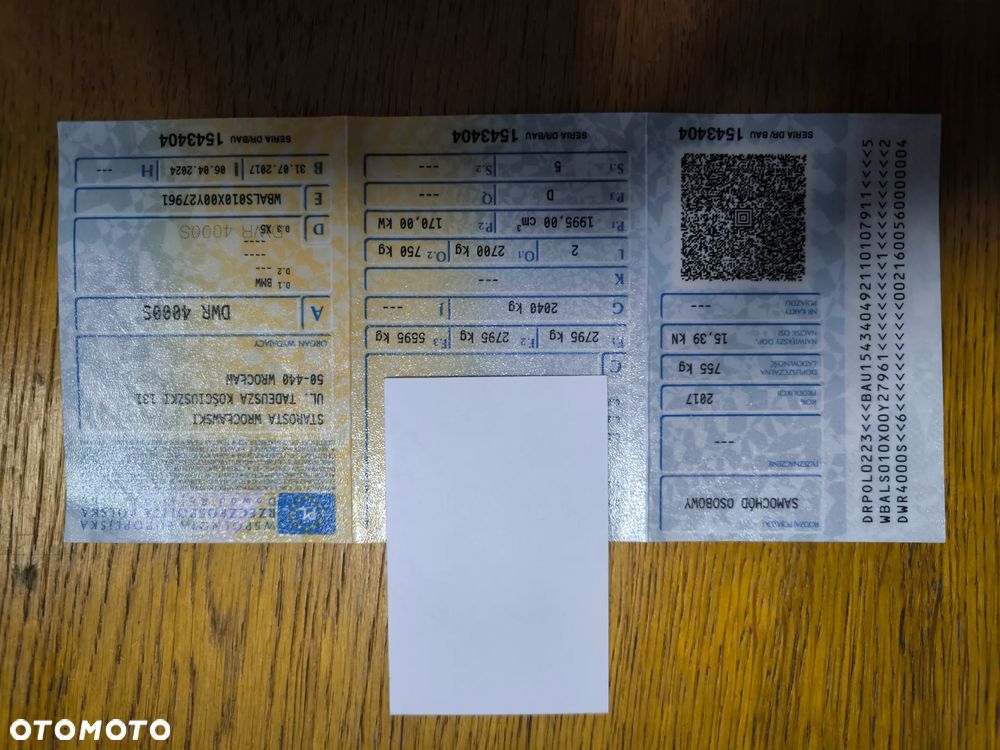 RODZAJ POJAZDU
SAMOCHÓD OSOBOWY
PRZEZNACZENIE
---
ROK PRODUKCJI 2017
DOPUSZCZALNA ŁADOWNOŚĆ 755 kg
NAJWIĘKSZY DOP. NACISK OSI 15,39 kN
NR KARTY POJAZDU ---
SERIA DR/BAU 1543404
C
F.1 2795 kg F.2 2795 kg F.3 5595 kg
G 2040 kg J ---
K ---
L 2 O.1 2700 kg O.2 750 kg
P.1 1995,00 cm³ P.2 170,00 kW
P.3 D Q ---
S.1 5 S.2 ---
SERIA DR/BAU 1543404
PL
WSPÓLNOTA EUROPEJSKA
RZECZPOSPOLITA POLSKA
STAROSTA WROCŁAWSKI
UL. TADEUSZA KOŚCIUSZKI 131
50-440 WROCŁAW
ORGAN WYDAJĄCY
A DWR 4000S
D.1 BMW
D.2 ---
----
----
D D.3 X5
DWR 4000S
E WBALS010X00Y27961
B 31.07.2017 I 06.04.2024 H ---
SERIA DR/BAU 1543404
DRPOL0223<<<BAU1543404921101107911<<<<5
WBALS010X00Y27961<<<<<<<<1<<<<<<<<<<<<2
DWR4000S<<6<<<<<<<<<<<<0021600560000004
OTOMOTO